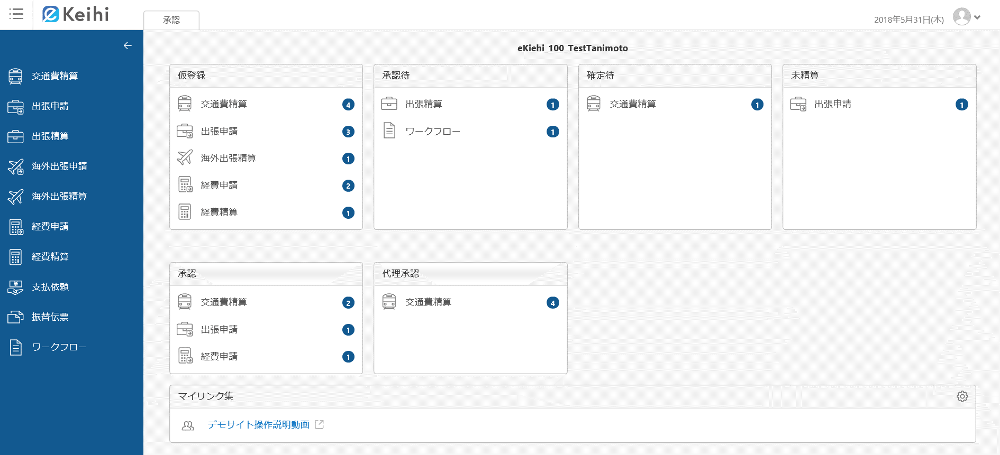 eKeihi
承認
2018年5月31日(木)
eKiehi_100_TestTanimoto
交通費精算
出張申請
出張精算
海外出張申請
海外出張精算
経費申請
経費精算
支払依頼
振替伝票
ワークフロー
仮登録
交通費精算 4
出張申請 3
海外出張精算 1
経費申請 2
経費精算 1
承認待
出張精算 1
ワークフロー 1
確定待
交通費精算 1
未精算
出張申請 1
承認
交通費精算 2
出張申請 1
経費申請 1
代理承認
交通費精算 4
マイリンク集
デモサイト操作説明動画